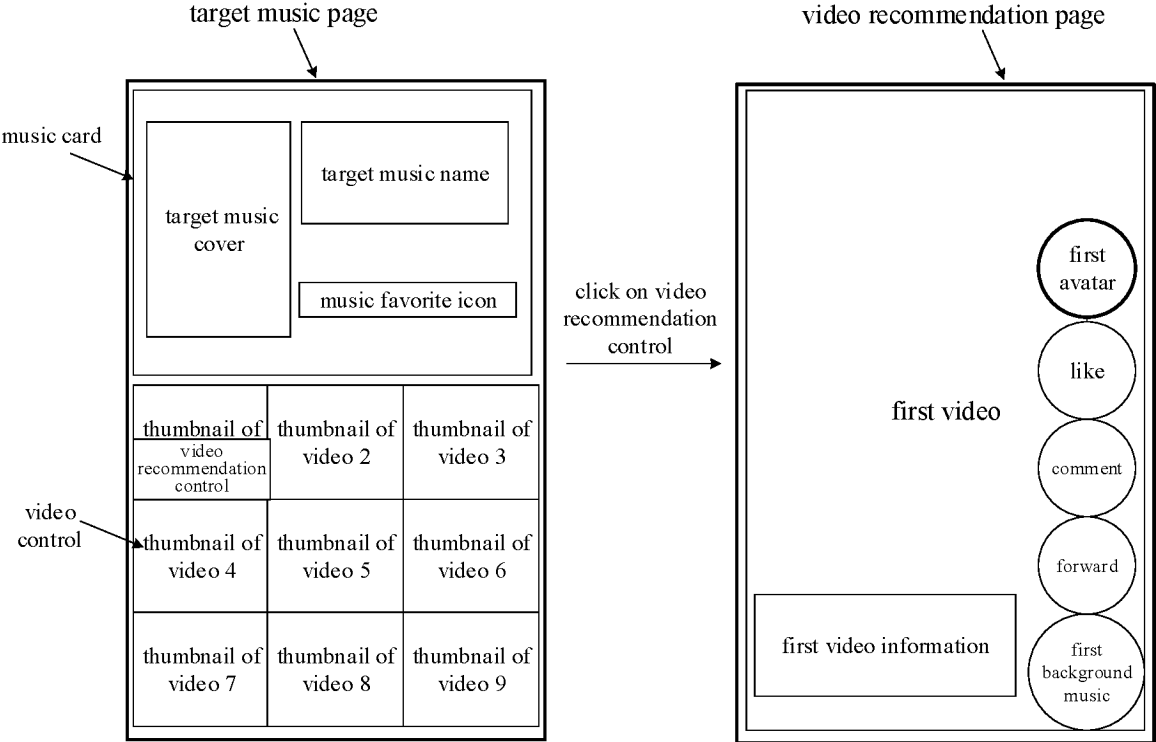 target music page
music card
target music
cover
target music name
music favorite icon
thumbnail of
video
recommendation
control
thumbnail of
video 2
thumbnail of
video 3
video
control
thumbnail of
video 4
thumbnail of
video 5
thumbnail of
video 6
thumbnail of
video 7
thumbnail of
video 8
thumbnail of
video 9
click on video
recommendation
control
video recommendation page
first video
first
avatar
like
comment
forward
first
background
music
first video information